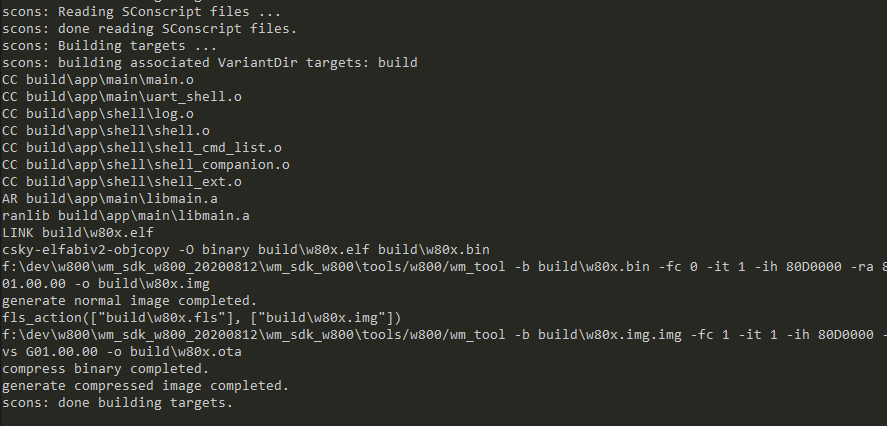 scons: Reading SConscript files ...
scons: done reading SConscript files.
scons: Building targets ...
scons: building associated VariantDir targets: build
CC build\app\main\main.o
CC build\app\main\uart_shell.o
CC build\app\shell\log.o
CC build\app\shell\shell.o
CC build\app\shell\shell_cmd_list.o
CC build\app\shell\shell_companion.o
CC build\app\shell\shell_ext.o
AR build\app\main\libmain.a
ranlib build\app\main\libmain.a
LINK build\w80x.elf
csky-elfabiv2-objcopy -O binary build\w80x.elf build\w80x.bin
f:\dev\w800\wm_sdk_w800_20200812\wm_sdk_w800\tools/w800/wm_tool -b build\w80x.bin -fc 0 -it 1 -ih 80D0000 -ra
01.00.00 -o build\w80x.img
generate normal image completed.
fls_action(["build\w80x.fls"], ["build\w80x.img"])
f:\dev\w800\wm_sdk_w800_20200812\wm_sdk_w800\tools/w800/wm_tool -b build\w80x.img.img -fc 1 -it 1 -ih 80D0000
vs G01.00.00 -o build\w80x.ota
compress binary completed.
generate compressed image completed.
scons: done building targets.